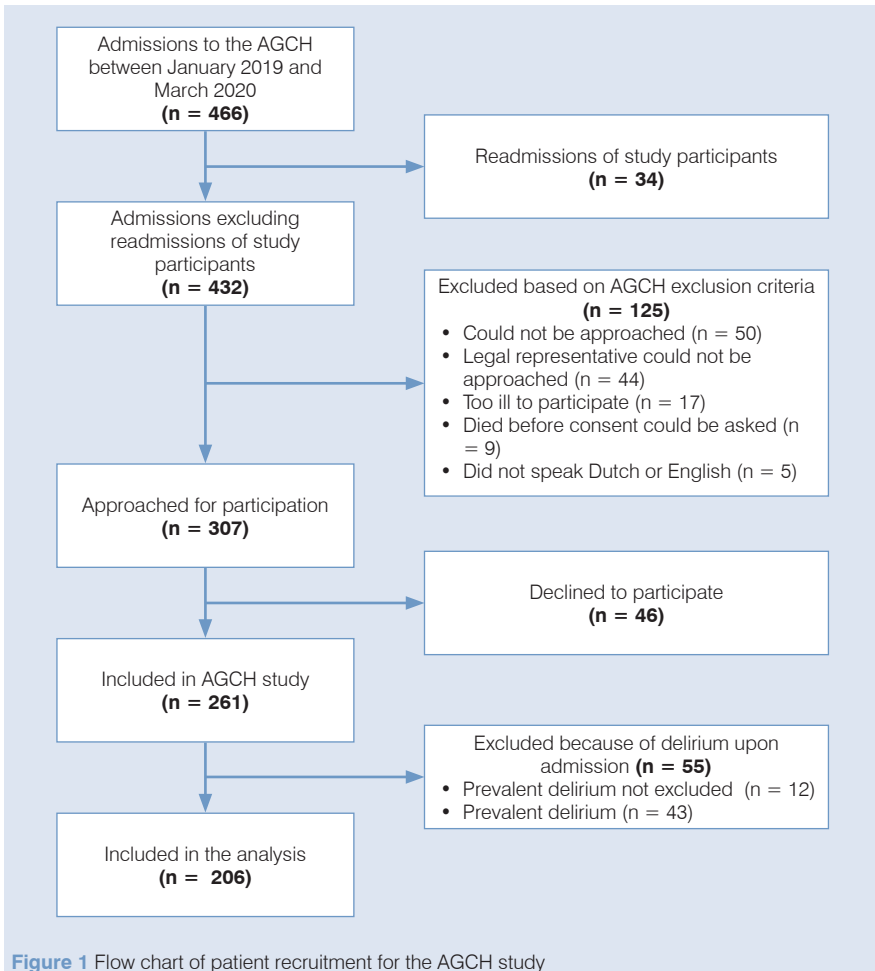 Admissions to the AGCH
between January 2019 and
March 2020
(n = 466)
Readmissions of study participants
(n = 34)
Admissions excluding
readmissions of study
participants
(n = 432)
Excluded based on AGCH exclusion criteria
(n = 125)
• Could not be approached (n = 50)
• Legal representative could not be
approached (n = 44)
• Too ill to participate (n = 17)
• Died before consent could be asked (n
= 9)
• Did not speak Dutch or English (n = 5)
Approached for participation
(n = 307)
Declined to participate
(n = 46)
Included in AGCH study
(n = 261)
Excluded because of delirium upon
admission (n = 55)
• Prevalent delirium not excluded (n = 12)
• Prevalent delirium (n = 43)
Included in the analysis
(n = 206)
Figure 1 Flow chart of patient recruitment for the AGCH study